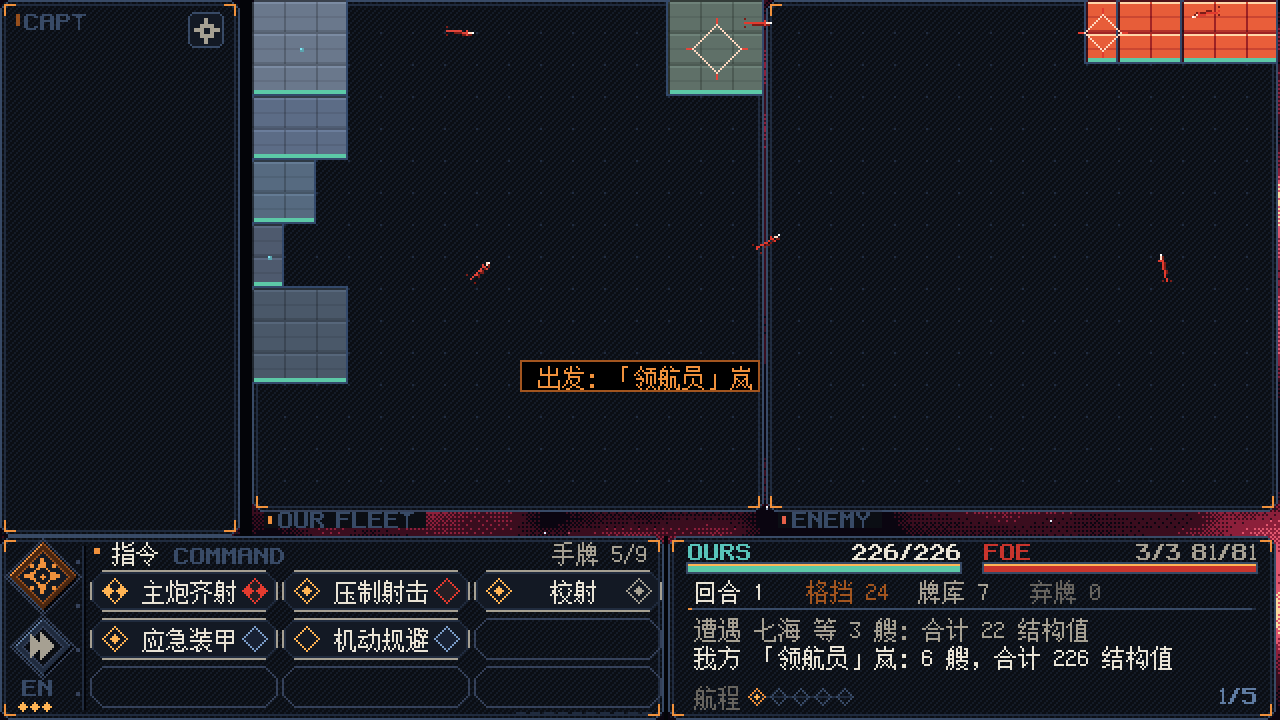 CAPT
出发：「领航员」岚
OUR FLEET
ENEMY
指令 COMMAND 手牌 5/9
主炮齐射 压制射击 校射
应急装甲 机动规避
EN
OURS 226/226 FOE 3/3 81/81
回合 1 格挡 24 牌库 7 弃牌 0
遭遇 七海 等 3 艘：合计 22 结构值
我方 「领航员」岚：6 艘，合计 226 结构值
航程 1/5